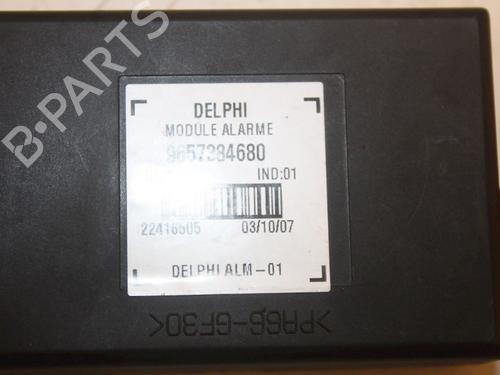 B-PARTS
DELPHI
MODULE ALARME
9657384680
IND:01
22416505 03/10/07
DELPHI ALM-01
>PA66-GF30<